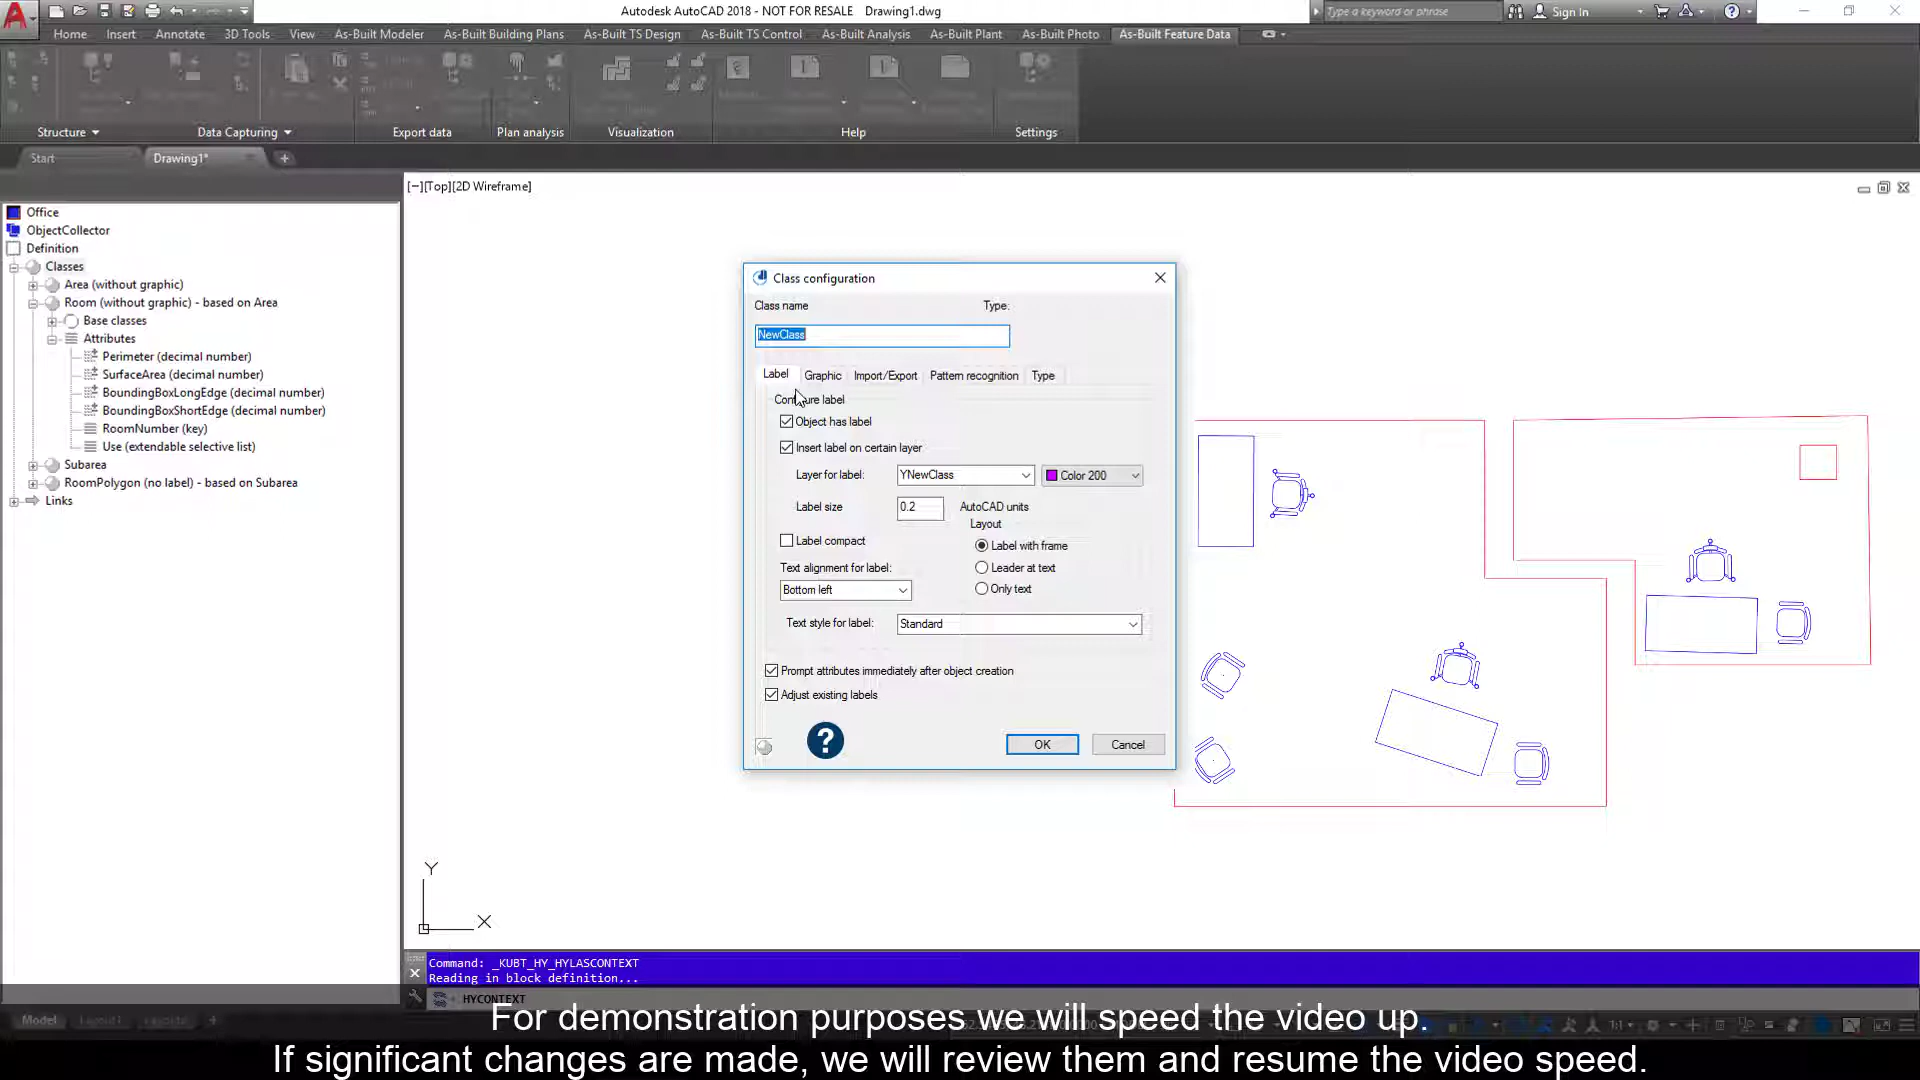 Autodesk AutoCAD 2018 - NOT FOR RESALE Drawing1.dwg
Type a keyword or phrase
Sign In
Home Insert Annotate 3D Tools View As-Built Modeler As-Built Building Plans As-Built TS Design As-Built TS Control As-Built Analysis As-Built Plant As-Built Photo As-Built Feature Data
Structure Data Capturing Export data Plan analysis Visualization Help Settings
Start Drawing1*
[−][Top][2D Wireframe]
Office
ObjectCollector
Definition
Classes
Area (without graphic)
Room (without graphic) - based on Area
Base classes
Attributes
Perimeter (decimal number)
SurfaceArea (decimal number)
BoundingBoxLongEdge (decimal number)
BoundingBoxShortEdge (decimal number)
RoomNumber (key)
Use (extendable selective list)
Subarea
RoomPolygon (no label) - based on Subarea
Links
Class configuration
Class name Type:
NewClass
Label Graphic Import/Export Pattern recognition Type
Configure label
Object has label
Insert label on certain layer
Layer for label: YNewClass Color 200
Label size 0.2 AutoCAD units
Layout
Label compact Label with frame
Text alignment for label: Leader at text
Bottom left Only text
Text style for label: Standard
Prompt attributes immediately after object creation
Adjust existing labels
OK Cancel
Y
X
Command: _KUBT_HY_HYLASCONTEXT
Reading in block definition...
HYCONTEXT
Model
For demonstration purposes we will speed the video up.
If significant changes are made, we will review them and resume the video speed.